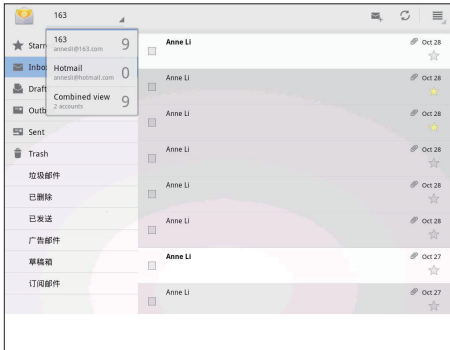 163
163
annesli@163.com
9
Hotmail
annesli@hotmail.com
0
Combined view
2 accounts
9
Starr
Inbo
Draft
Outb
Sent
Trash
垃圾邮件
已删除
已发送
广告邮件
草稿箱
订阅邮件
Anne Li
Oct 28
Anne Li
Oct 28
Anne Li
Oct 28
Anne Li
Oct 28
Anne Li
Oct 28
Anne Li
Oct 28
Anne Li
Oct 27
Anne Li
Oct 27